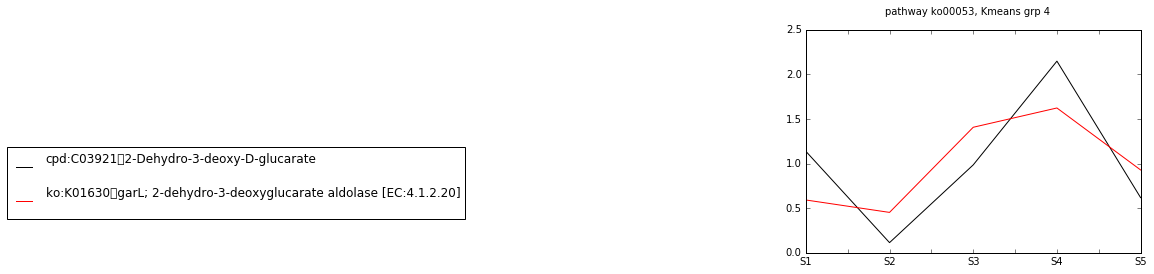 pathway ko00053, Kmeans grp 4
cpd:C03921▯2-Dehydro-3-deoxy-D-glucarate
ko:K01630▯garL; 2-dehydro-3-deoxyglucarate aldolase [EC:4.1.2.20]
2.5
2.0
1.5
1.0
0.5
0.0
S1 S2 S3 S4 S5